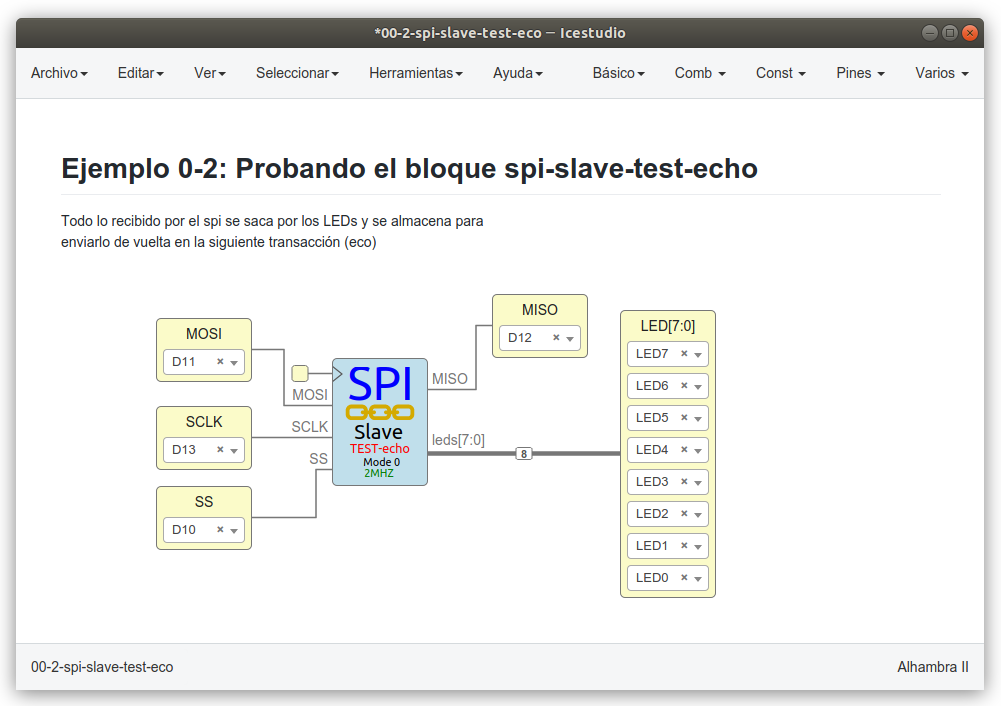 *00-2-spi-slave-test-eco — Icestudio
Archivo Editar Ver Seleccionar Herramientas Ayuda Básico Comb Const Pines Varios
Ejemplo 0-2: Probando el bloque spi-slave-test-echo
Todo lo recibido por el spi se saca por los LEDs y se almacena para
enviarlo de vuelta en la siguiente transacción (eco)
MOSI
D11
SCLK
D13
SS
D10
MOSI
SCLK
SS
SPI
Slave
TEST-echo
Mode 0
2MHZ
MISO
leds[7:0]
8
MISO
D12
LED[7:0]
LED7
LED6
LED5
LED4
LED3
LED2
LED1
LED0
00-2-spi-slave-test-eco
Alhambra II